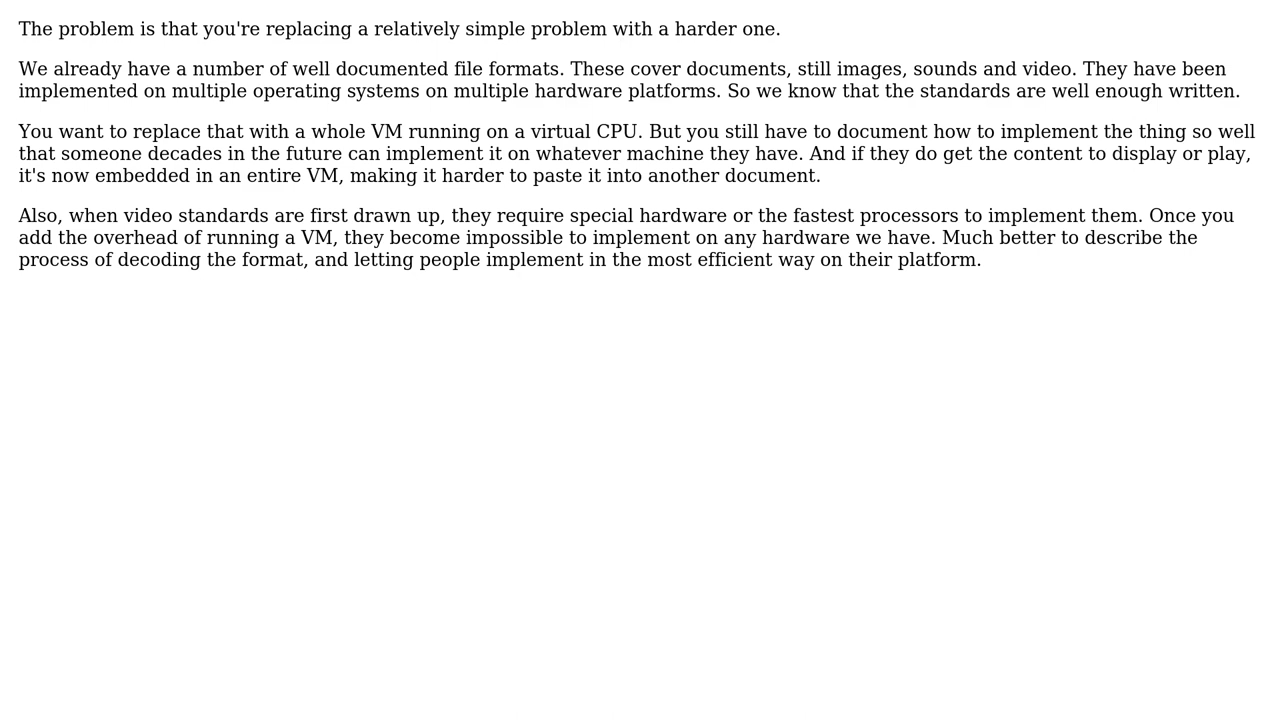 The problem is that you're replacing a relatively simple problem with a harder one.
We already have a number of well documented file formats. These cover documents, still images, sounds and video. They have been
implemented on multiple operating systems on multiple hardware platforms. So we know that the standards are well enough written.
You want to replace that with a whole VM running on a virtual CPU. But you still have to document how to implement the thing so well
that someone decades in the future can implement it on whatever machine they have. And if they do get the content to display or play,
it's now embedded in an entire VM, making it harder to paste it into another document.
Also, when video standards are first drawn up, they require special hardware or the fastest processors to implement them. Once you
add the overhead of running a VM, they become impossible to implement on any hardware we have. Much better to describe the
process of decoding the format, and letting people implement in the most efficient way on their platform.